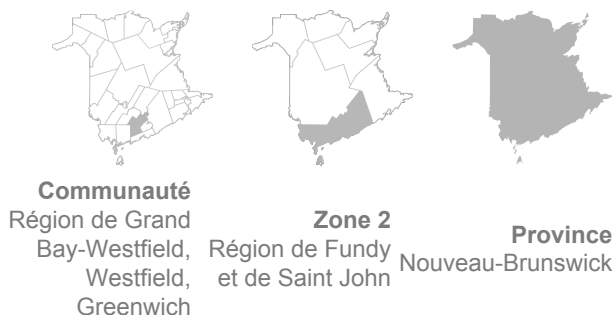 Communauté
Région de Grand
Bay-Westfield,
Westfield,
Greenwich
Zone 2
Région de Fundy
et de Saint John
Province
Nouveau-Brunswick